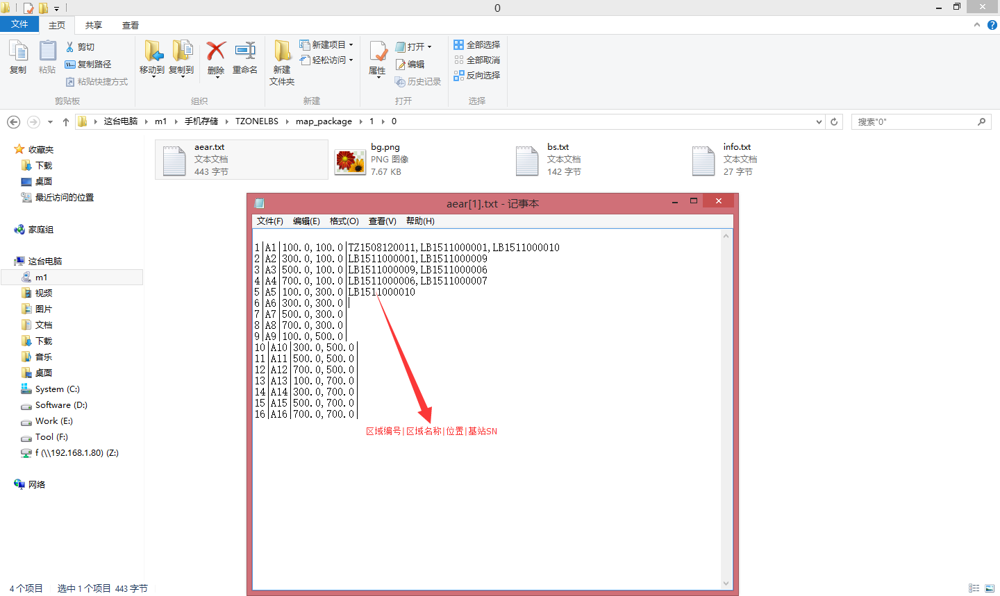 0
文件 主页 共享 查看
复制 粘贴 剪切 复制路径 粘贴快捷方式
剪贴板
移动到 复制到 删除 重命名
组织
新建文件夹 新建项目 轻松访问
新建
属性 打开 编辑 历史记录
打开
全部选择 全部取消 反向选择
选择
这台电脑 m1 手机存储 TZONELBS map_package 1 0
搜索"0"
收藏夹
下载
桌面
最近访问的位置
家庭组
这台电脑
m1
视频
图片
文档
下载
音乐
桌面
System (C:)
Software (D:)
Work (E:)
Tool (F:)
f (\\192.168.1.80) (Z:)
网络
aear.txt
文本文档
443 字节
bg.png
PNG 图像
7.67 KB
bs.txt
文本文档
142 字节
info.txt
文本文档
27 字节
aear[1].txt - 记事本
文件(F) 编辑(E) 格式(O) 查看(V) 帮助(H)
1|A1|100.0,100.0|TZ1508120011,LB1511000001,LB1511000010
2|A2|300.0,100.0|LB1511000001,LB1511000009
3|A3|500.0,100.0|LB1511000009,LB1511000006
4|A4|700.0,100.0|LB1511000006,LB1511000007
5|A5|100.0,300.0|LB1511000010
6|A6|300.0,300.0|
7|A7|500.0,300.0|
8|A8|700.0,300.0|
9|A9|100.0,500.0|
10|A10|300.0,500.0|
11|A11|500.0,500.0|
12|A12|700.0,500.0|
13|A13|100.0,700.0|
14|A14|300.0,700.0|
15|A15|500.0,700.0|
16|A16|700.0,700.0|
区域编号|区域名称|位置|基站SN
4 个项目 选中 1 个项目 443 字节